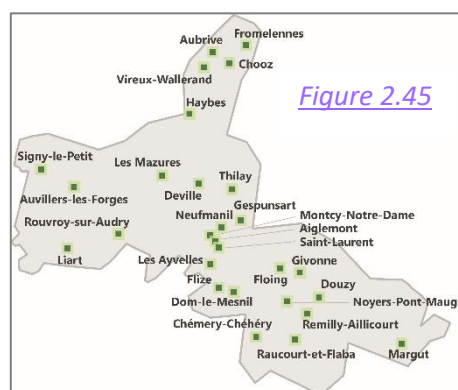 Fromelennes
Aubrive
Chooz
Vireux-Wallerand
Figure 2.45
Haybes
Signy-le-Petit
Les Mazures
Thilay
Deville
Auvillers-les-Forges
Gespunsart
Neufmanil
Montcy-Notre-Dame
Rouvroy-sur-Audry
Aiglemont
Saint-Laurent
Liart
Les Ayvelles
Givonne
Flize
Floing
Douzy
Dom-le-Mesnil
Noyers-Pont-Maug
Chémery-Chéhéry
Remilly-Aillicourt
Raucourt-et-Flaba
Margut